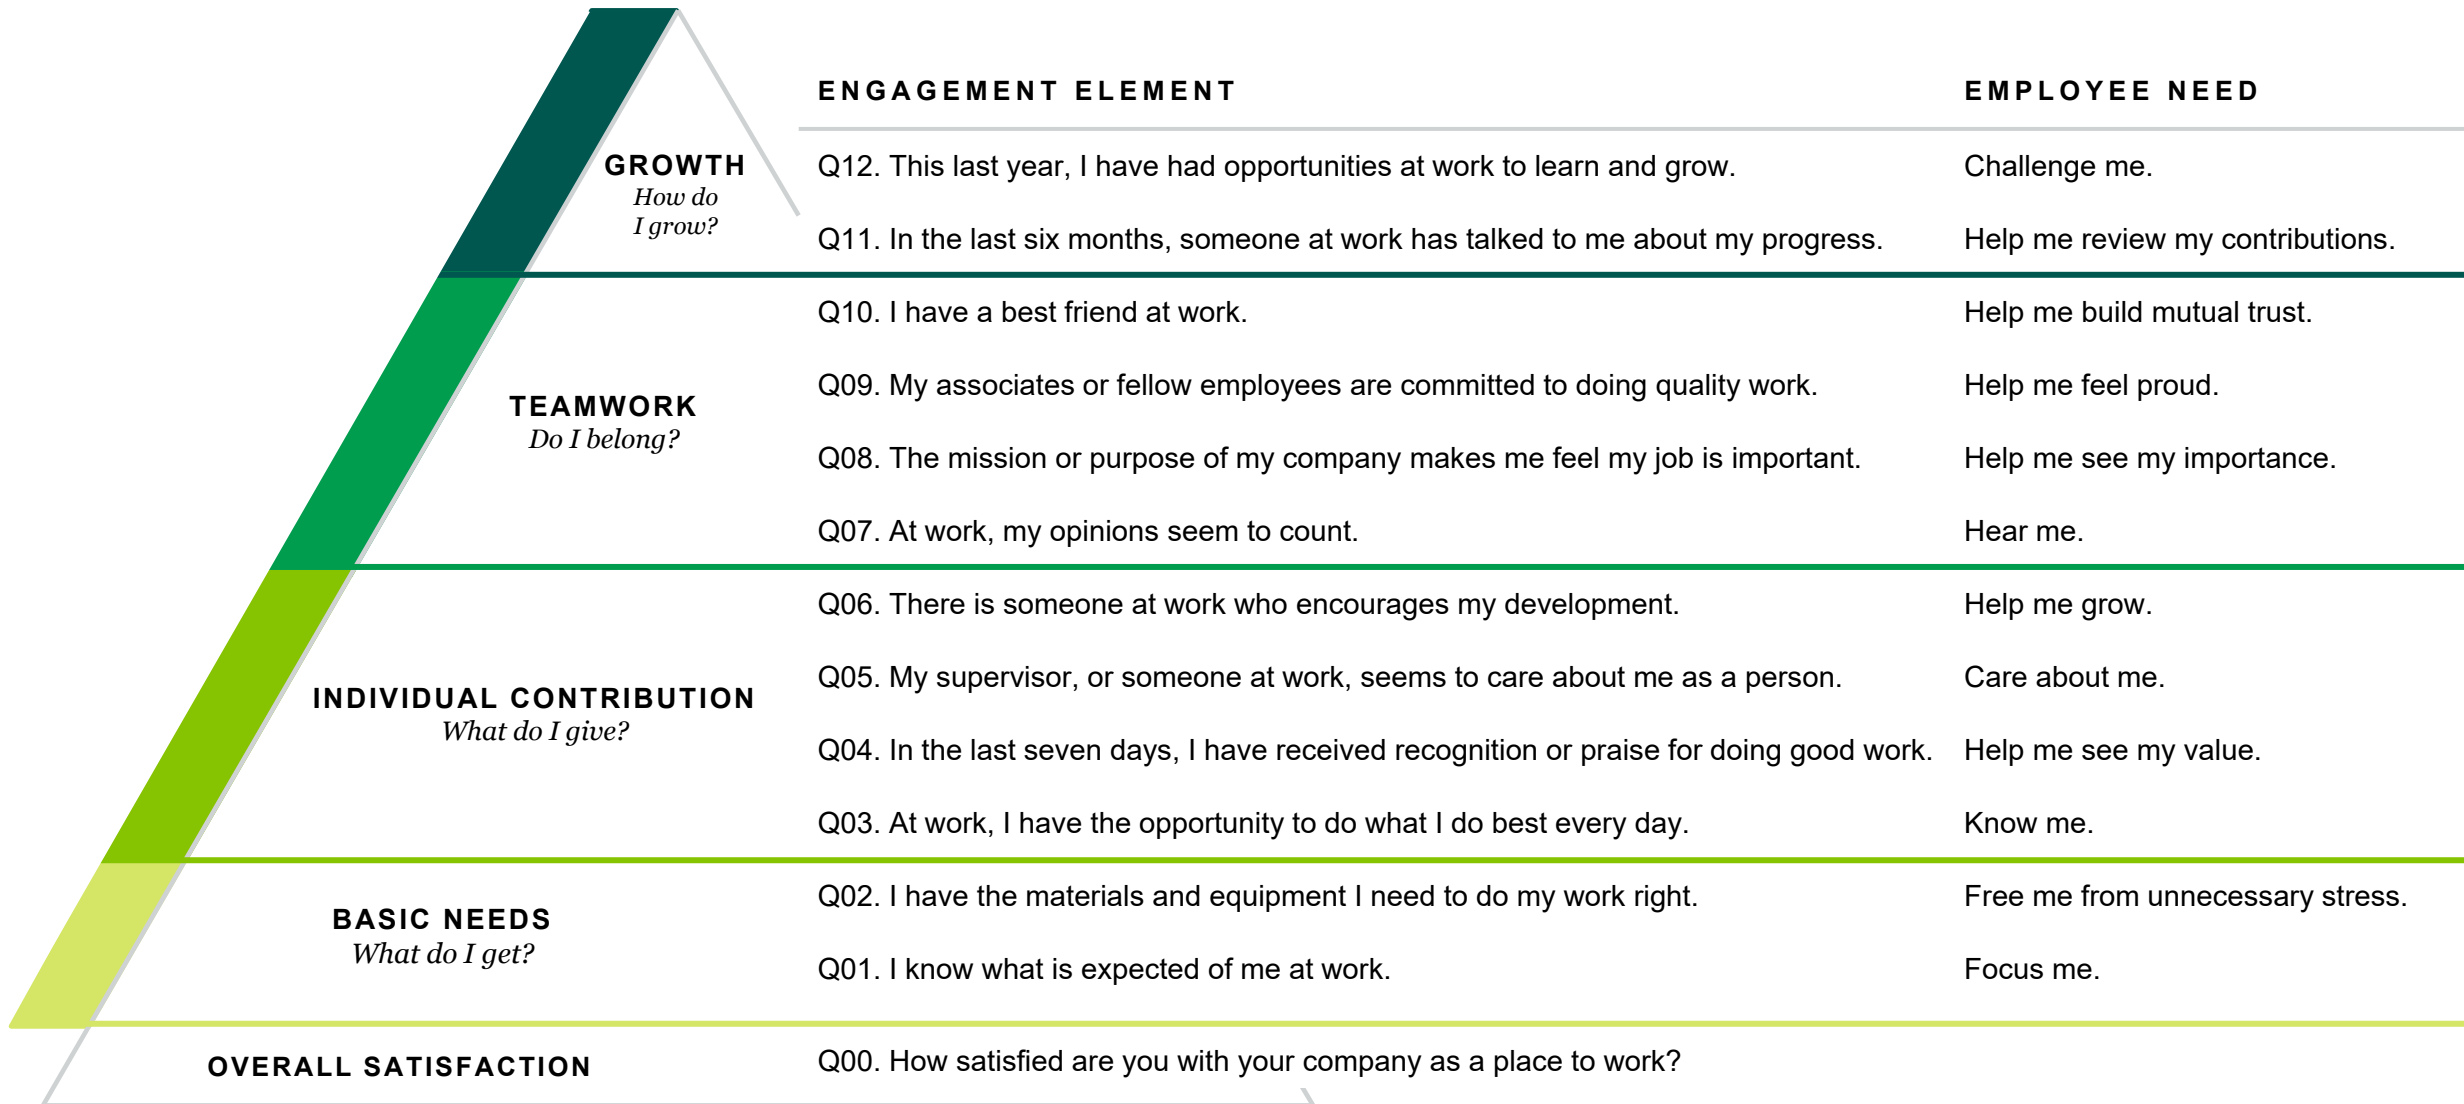 ENGAGEMENT ELEMENT
EMPLOYEE NEED
GROWTH
How do
I grow?
Q12. This last year, I have had opportunities at work to learn and grow.
Challenge me.
Q11. In the last six months, someone at work has talked to me about my progress.
Help me review my contributions.
TEAMWORK
Do I belong?
Q10. I have a best friend at work.
Help me build mutual trust.
Q09. My associates or fellow employees are committed to doing quality work.
Help me feel proud.
Q08. The mission or purpose of my company makes me feel my job is important.
Help me see my importance.
Q07. At work, my opinions seem to count.
Hear me.
INDIVIDUAL CONTRIBUTION
What do I give?
Q06. There is someone at work who encourages my development.
Help me grow.
Q05. My supervisor, or someone at work, seems to care about me as a person.
Care about me.
Q04. In the last seven days, I have received recognition or praise for doing good work.
Help me see my value.
Q03. At work, I have the opportunity to do what I do best every day.
Know me.
BASIC NEEDS
What do I get?
Q02. I have the materials and equipment I need to do my work right.
Free me from unnecessary stress.
Q01. I know what is expected of me at work.
Focus me.
OVERALL SATISFACTION
Q00. How satisfied are you with your company as a place to work?